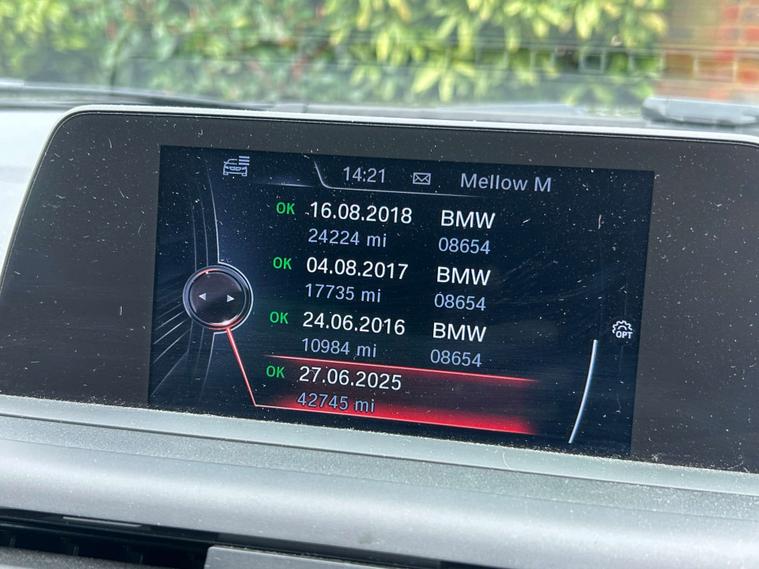 14:21 Mellow M
OK 16.08.2018 BMW
24224 mi 08654
OK 04.08.2017 BMW
17735 mi 08654
OK 24.06.2016 BMW
10984 mi 08654
OPT
OK 27.06.2025
42745 mi